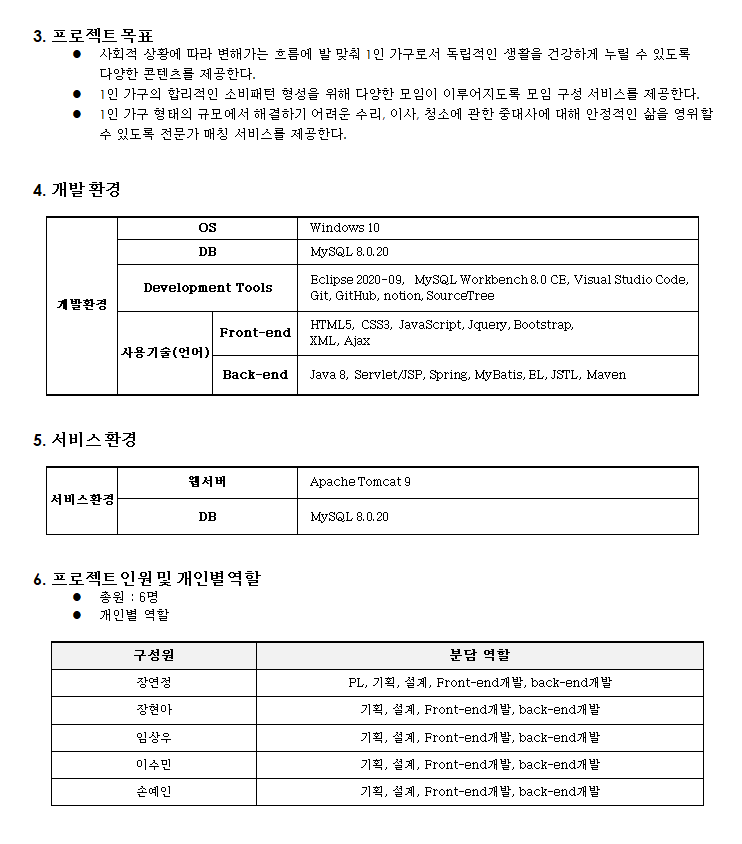 3. 프로젝트 목표
● 사회적 상황에 따라 변해가는 흐름에 발 맞춰 1인 가구로서 독립적인 생활을 건강하게 누릴 수 있도록
다양한 콘텐츠를 제공한다.
● 1인 가구의 합리적인 소비패턴 형성을 위해 다양한 모임이 이루어지도록 모임 구성 서비스를 제공한다.
● 1인 가구 형태의 규모에서 해결하기 어려운 수리, 이사, 청소에 관한 중대사에 대해 안정적인 삶을 영위할
수 있도록 전문가 매칭 서비스를 제공한다.
4. 개발 환경
개발환경
OS Windows 10
DB MySQL 8.0.20
Development Tools Eclipse 2020-09, MySQL Workbench 8.0 CE, Visual Studio Code,
Git, GitHub, notion, SourceTree
사용기술(언어)
Front-end HTML5, CSS3, JavaScript, Jquery, Bootstrap,
XML, Ajax
Back-end Java 8, Servlet/JSP, Spring, MyBatis, EL, JSTL, Maven
5. 서비스 환경
서비스환경
웹서버 Apache Tomcat 9
DB MySQL 8.0.20
6. 프로젝트 인원 및 개인별 역할
● 총원 : 6명
● 개인별 역할
구성원 분담 역할
장연정 PL, 기획, 설계, Front-end개발, back-end개발
장현아 기획, 설계, Front-end개발, back-end개발
임상우 기획, 설계, Front-end개발, back-end개발
이수민 기획, 설계, Front-end개발, back-end개발
손예인 기획, 설계, Front-end개발, back-end개발